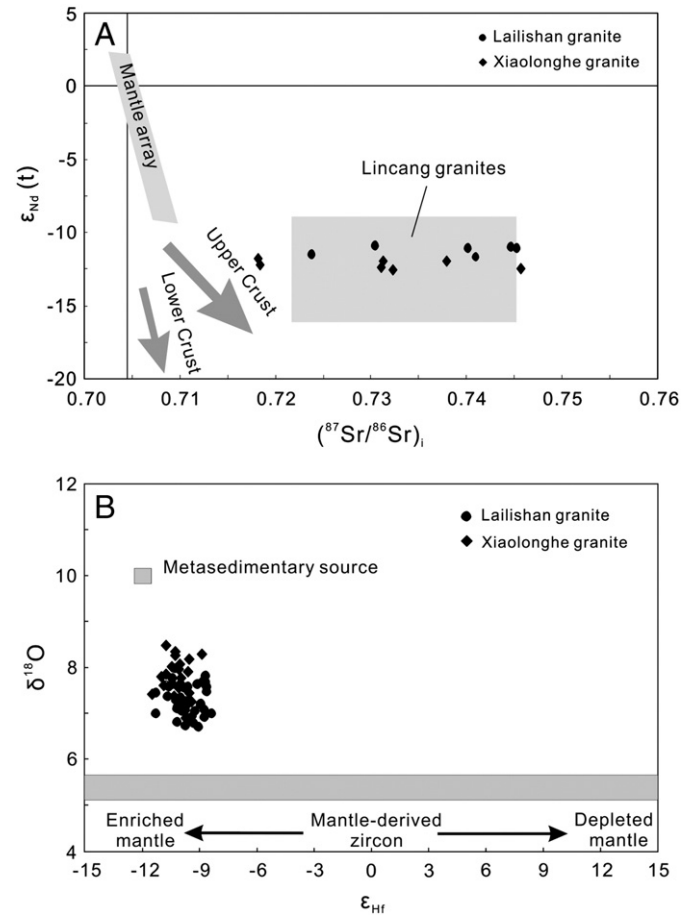 A
Lailishan granite
Xiaolonghe granite
Mantle array
Lincang granites
Upper Crust
Lower Crust
5
0
-5
-10
-15
-20
εNd (t)
0.70 0.71 0.72 0.73 0.74 0.75 0.76
(⁸⁷Sr/⁸⁶Sr)i
B
Lailishan granite
Xiaolonghe granite
Metasedimentary source
12
10
8
6
4
δ¹⁸O
Enriched mantle
Mantle-derived zircon
Depleted mantle
-15 -12 -9 -6 -3 0 3 6 9 12 15
εHf